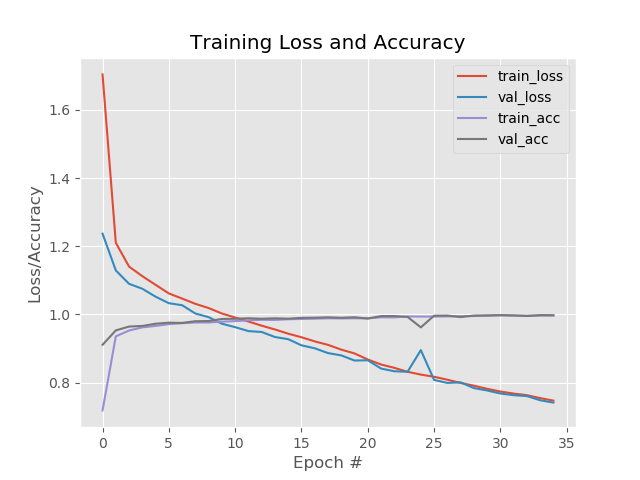 Training Loss and Accuracy
train_loss
val_loss
train_acc
val_acc
Loss/Accuracy
1.6
1.4
1.2
1.0
0.8
0 5 10 15 20 25 30 35
Epoch #